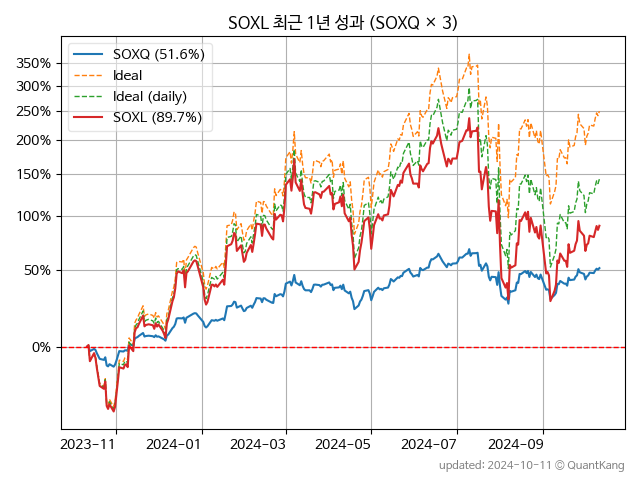 SOXL 최근 1년 성과 (SOXQ × 3)
350%
300%
250%
200%
150%
100%
50%
0%
SOXQ (51.6%)
Ideal
Ideal (daily)
SOXL (89.7%)
2023-11
2024-01
2024-03
2024-05
2024-07
2024-09
updated: 2024-10-11 ⓒ QuantKang